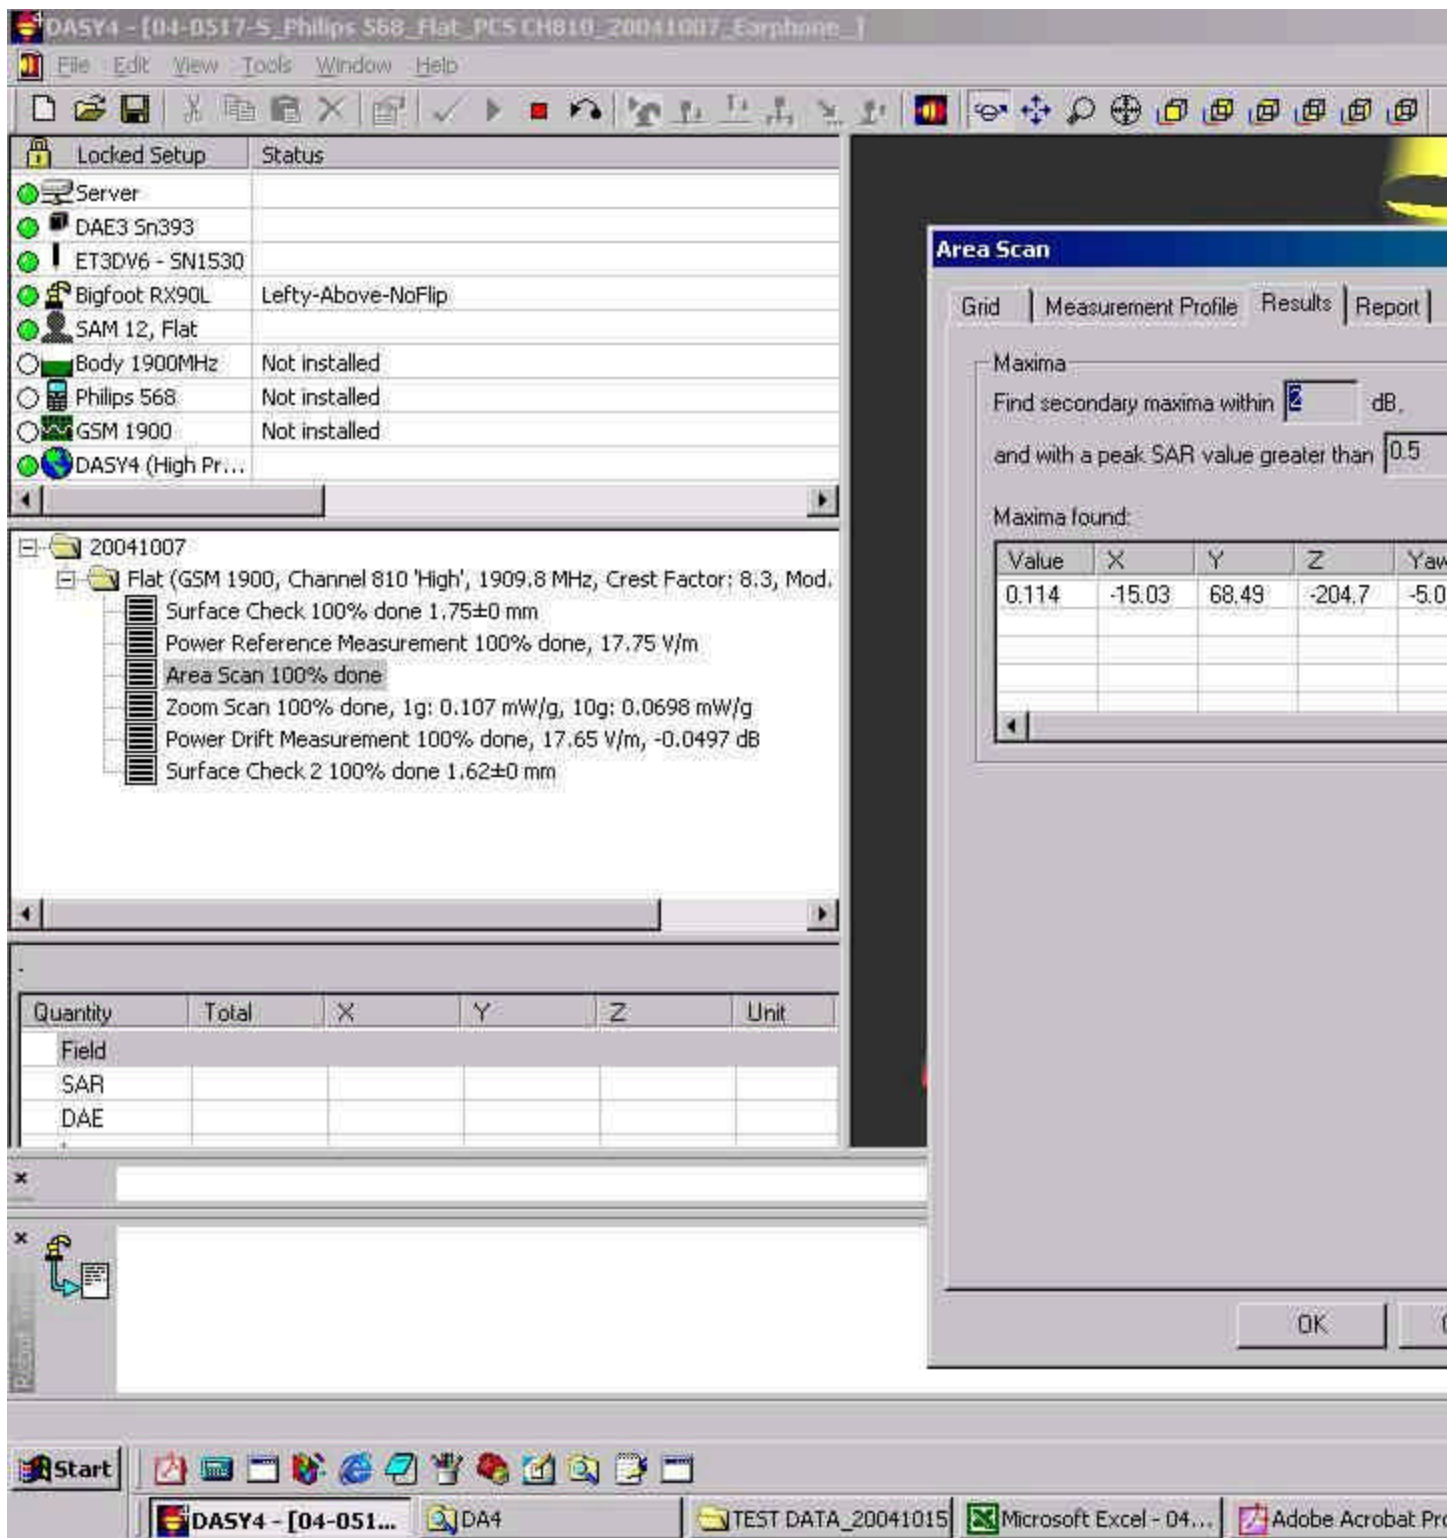 DASY4 - [04-0517-S_Philips 568_Flat_PCS CH810_20041007_Earphone_]
File Edit View Tools Window Help
Locked Setup Status
Server
DAE3 Sn393
ET3DV6 - SN1530
Bigfoot RX90L Lefty-Above-NoFlip
SAM 12, Flat
Body 1900MHz Not installed
Philips 568 Not installed
GSM 1900 Not installed
DASY4 (High Pr...
20041007
Flat (GSM 1900, Channel 810 'High', 1909.8 MHz, Crest Factor: 8.3, Mod.
Surface Check 100% done 1.75±0 mm
Power Reference Measurement 100% done, 17.75 V/m
Area Scan 100% done
Zoom Scan 100% done, 1g: 0.107 mW/g, 10g: 0.0698 mW/g
Power Drift Measurement 100% done, 17.65 V/m, -0.0497 dB
Surface Check 2 100% done 1.62±0 mm
Quantity Total X Y Z Unit
Field
SAR
DAE
Area Scan
Grid Measurement Profile Results Report
Maxima
Find secondary maxima within 2 dB,
and with a peak SAR value greater than 0.5
Maxima found:
Value X Y Z Yaw
0.114 -15.03 68.49 -204.7 -5.0
OK
Start
DASY4 - [04-051... DA4 TEST DATA_20041015 Microsoft Excel - 04... Adobe Acrobat Pro